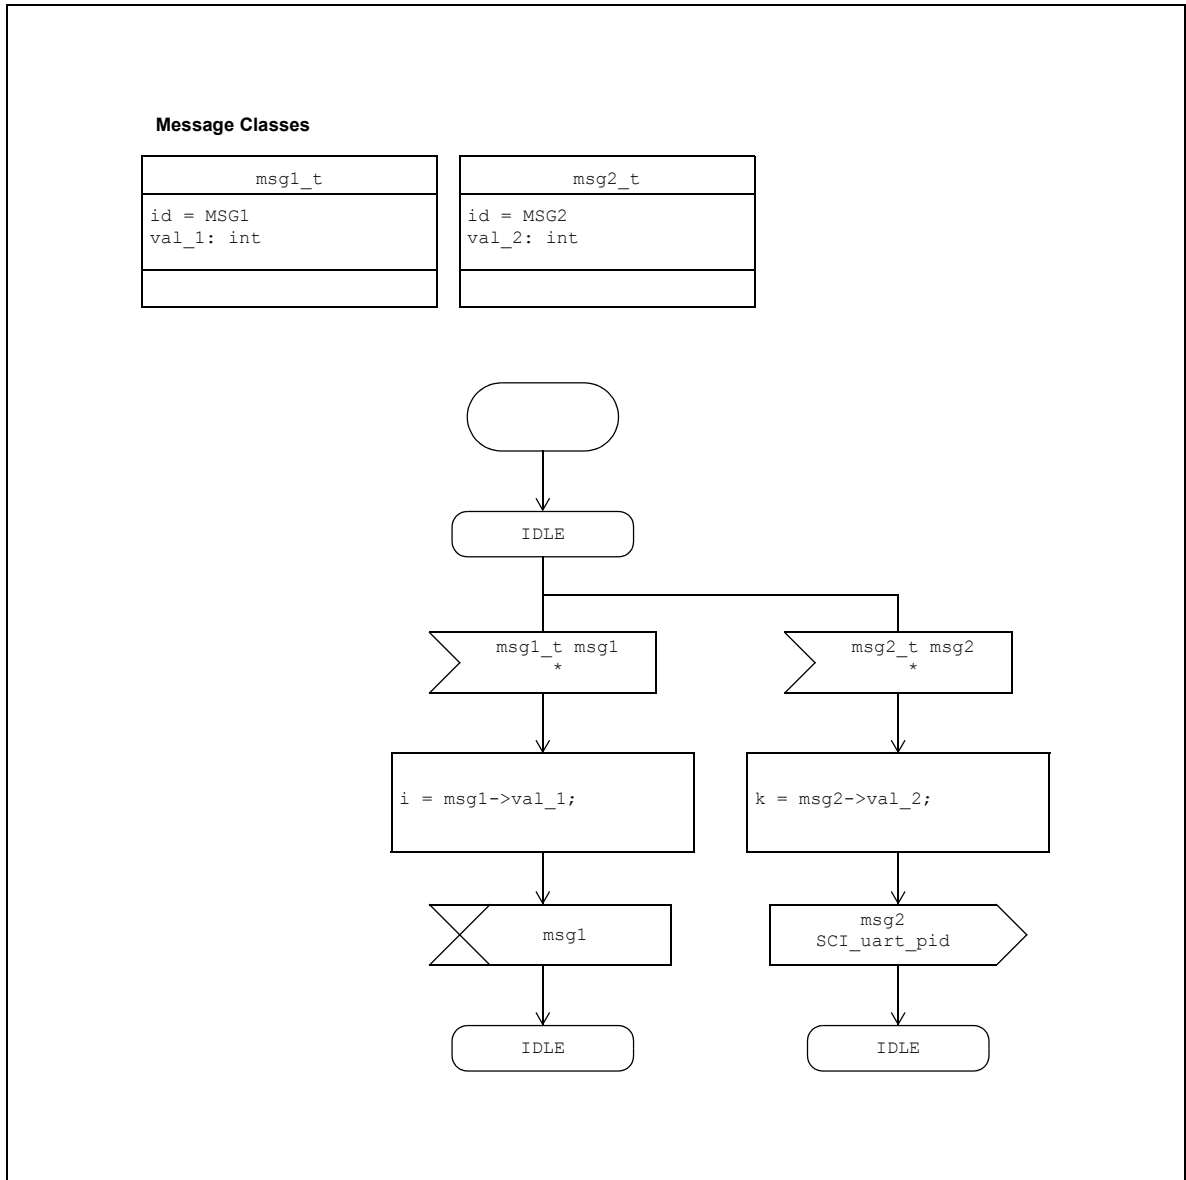 Message Classes
msg1_t
msg2_t
id = MSG1
val_1: int
id = MSG2
val_2: int
IDLE
msg1_t msg1
*
msg2_t msg2
*
i = msg1->val_1;
k = msg2->val_2;
msg1
msg2
SCI_uart_pid
IDLE
IDLE